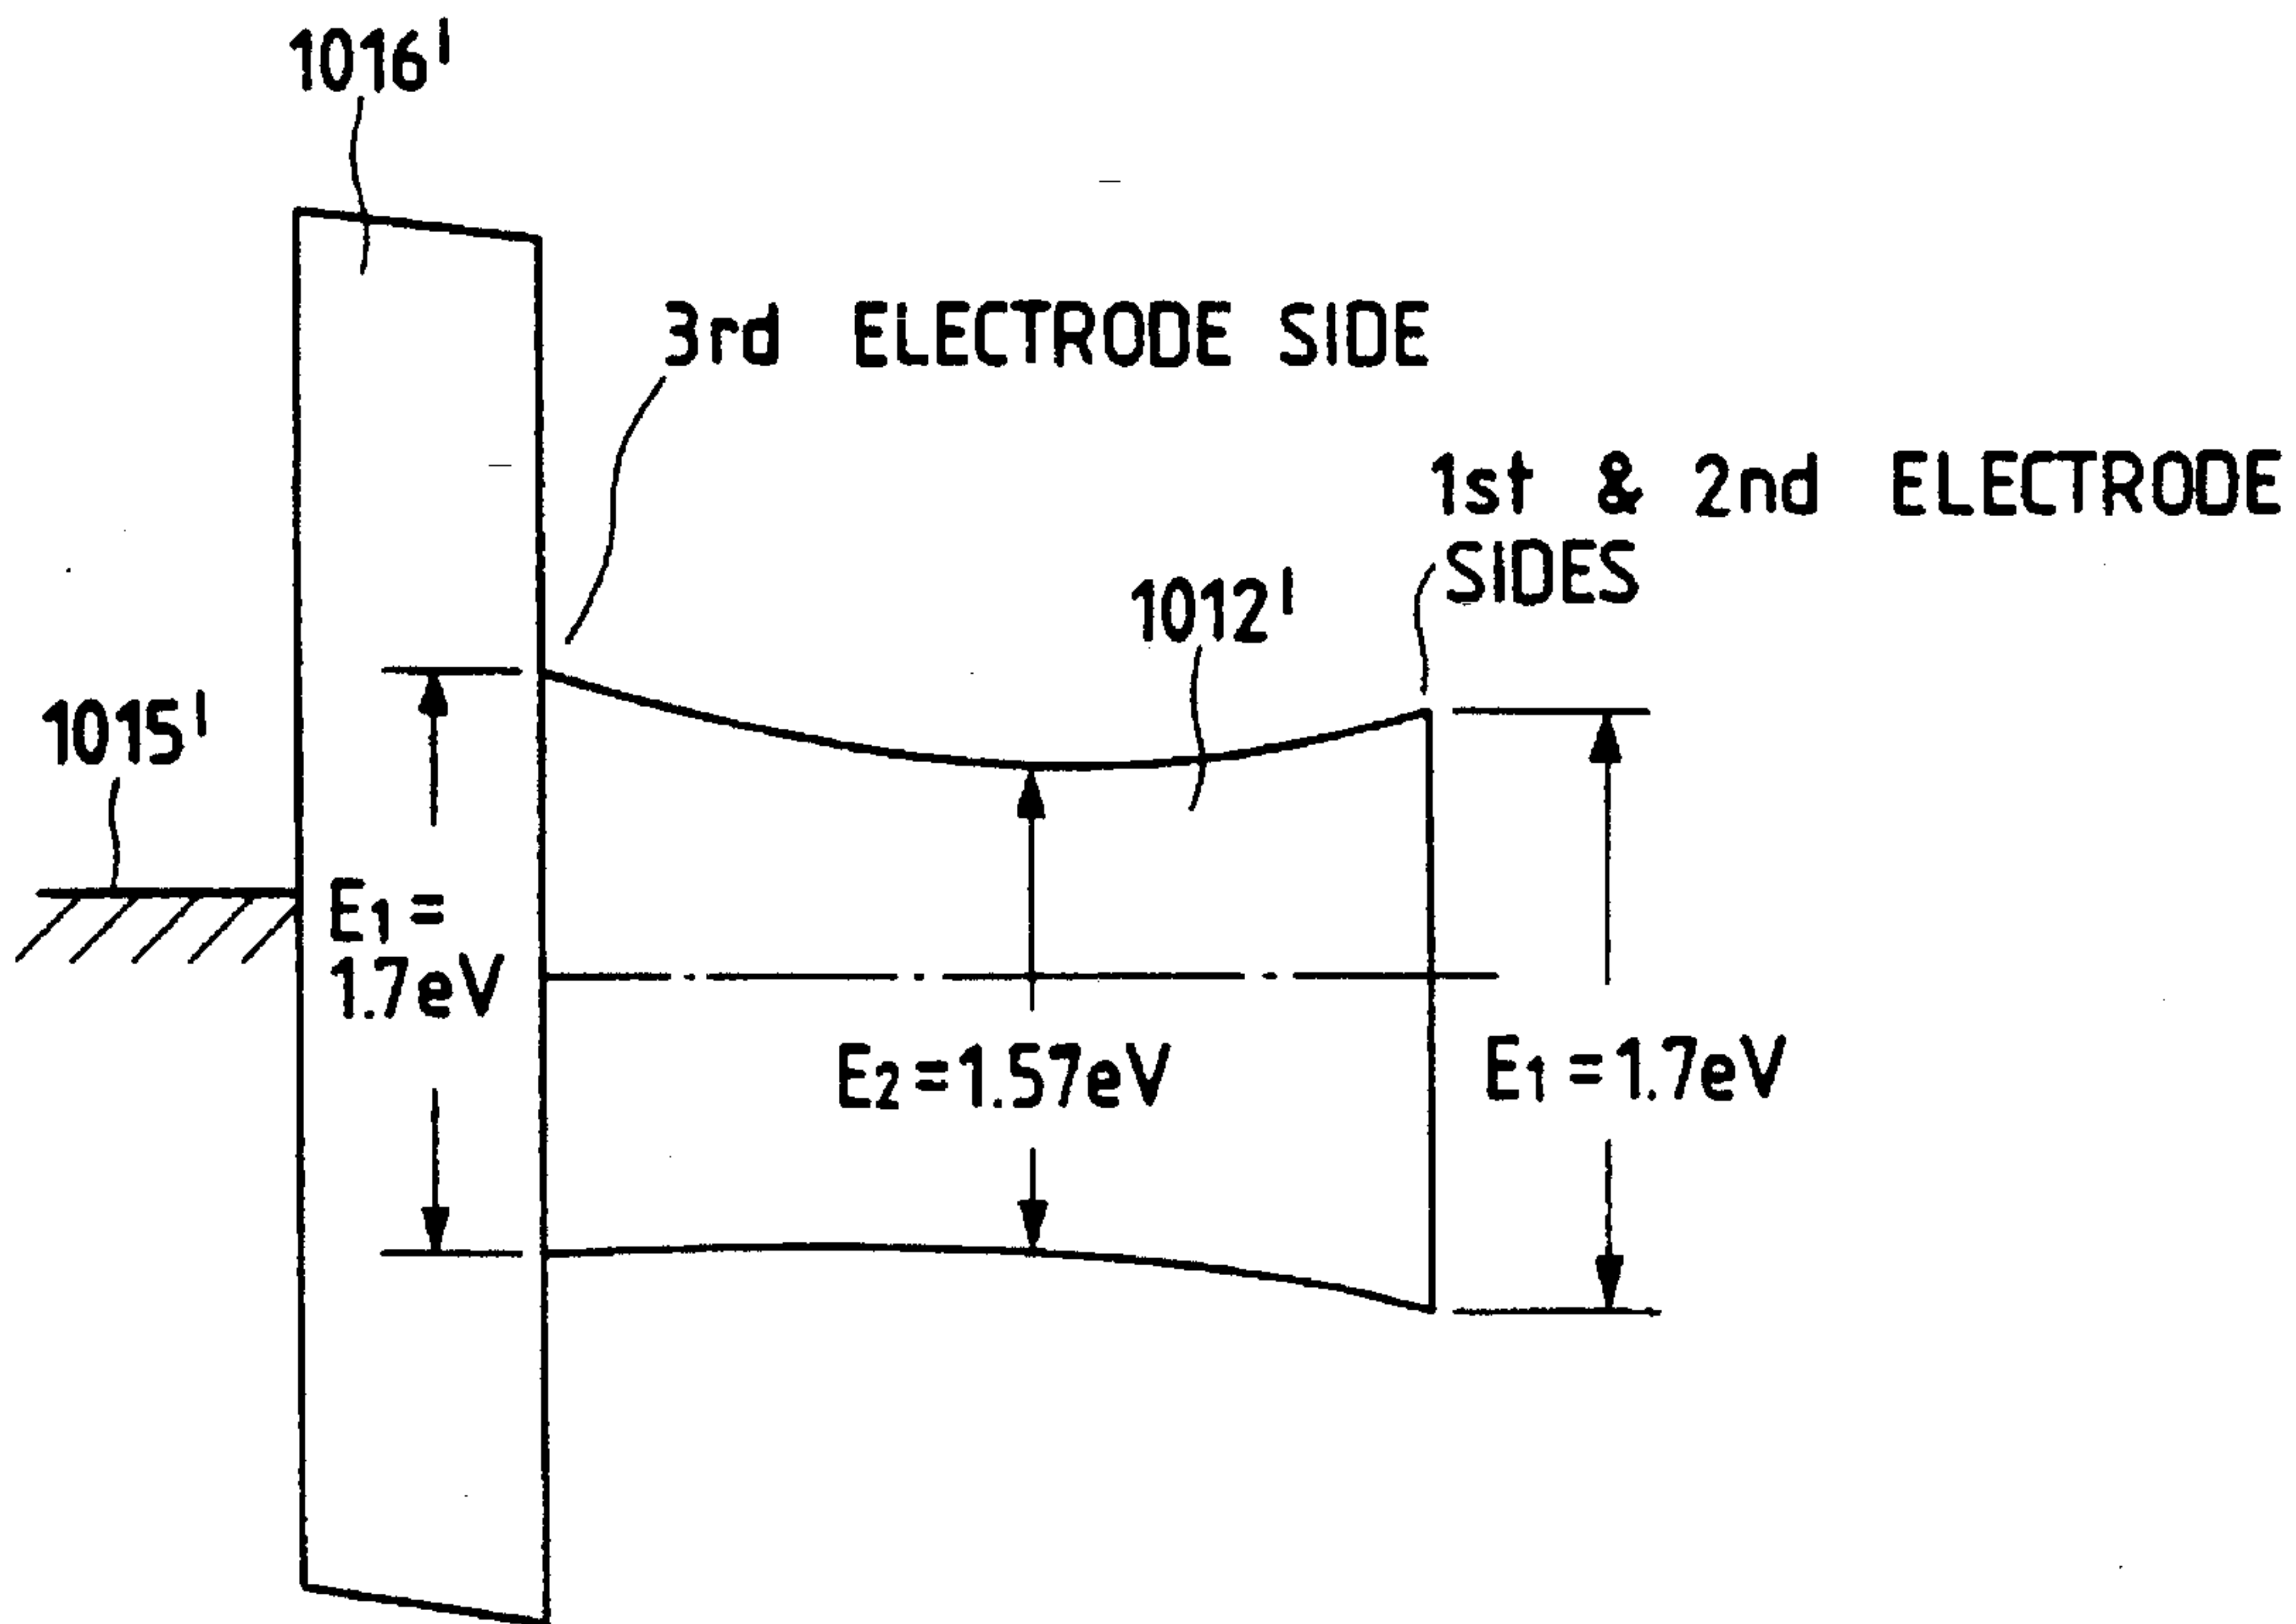 1016'
3rd ELECTRODE SIDE
1st & 2nd ELECTRODE
SIDES
1012'
1015'
E1=
1.7eV
E2=1.57eV
E1=1.7eV